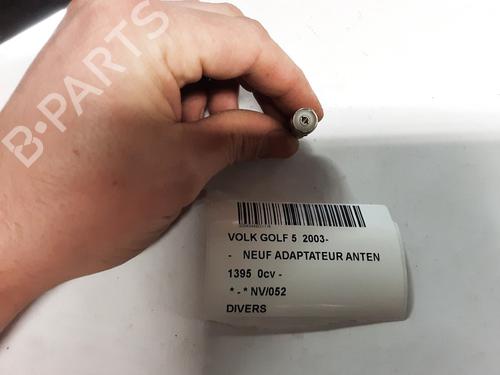 B-PARTS
VOLK GOLF 5 2003-
- NEUF ADAPTATEUR ANTEN
1395 0cv -
* - * NV/052
DIVERS